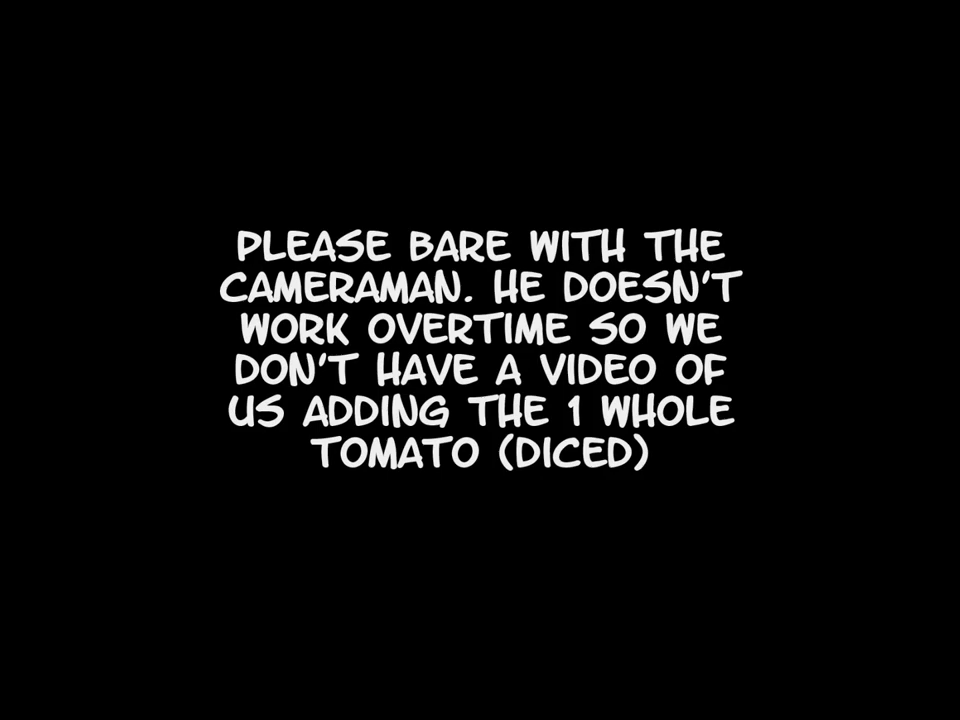 PLEASE BARE WITH THE
CAMERAMAN. HE DOESN'T
WORK OVERTIME SO WE
DON'T HAVE A VIDEO OF
US ADDING THE 1 WHOLE
TOMATO (DICED)